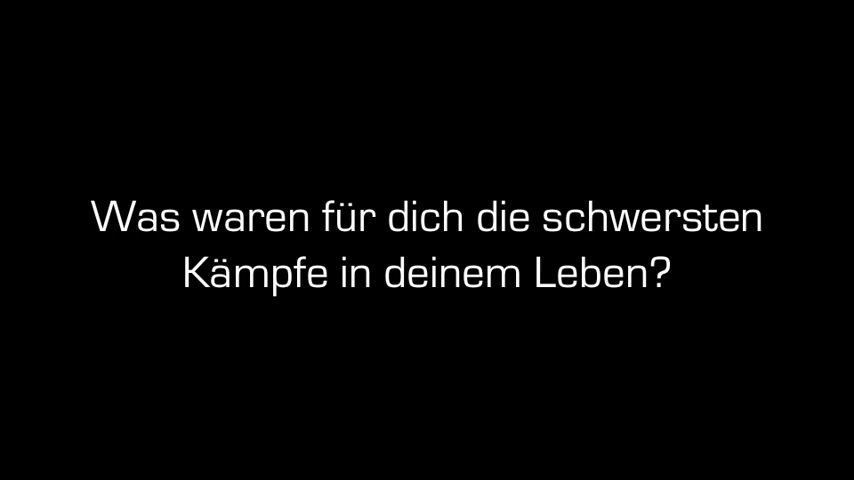 Was waren für dich die schwersten
Kämpfe in deinem Leben?